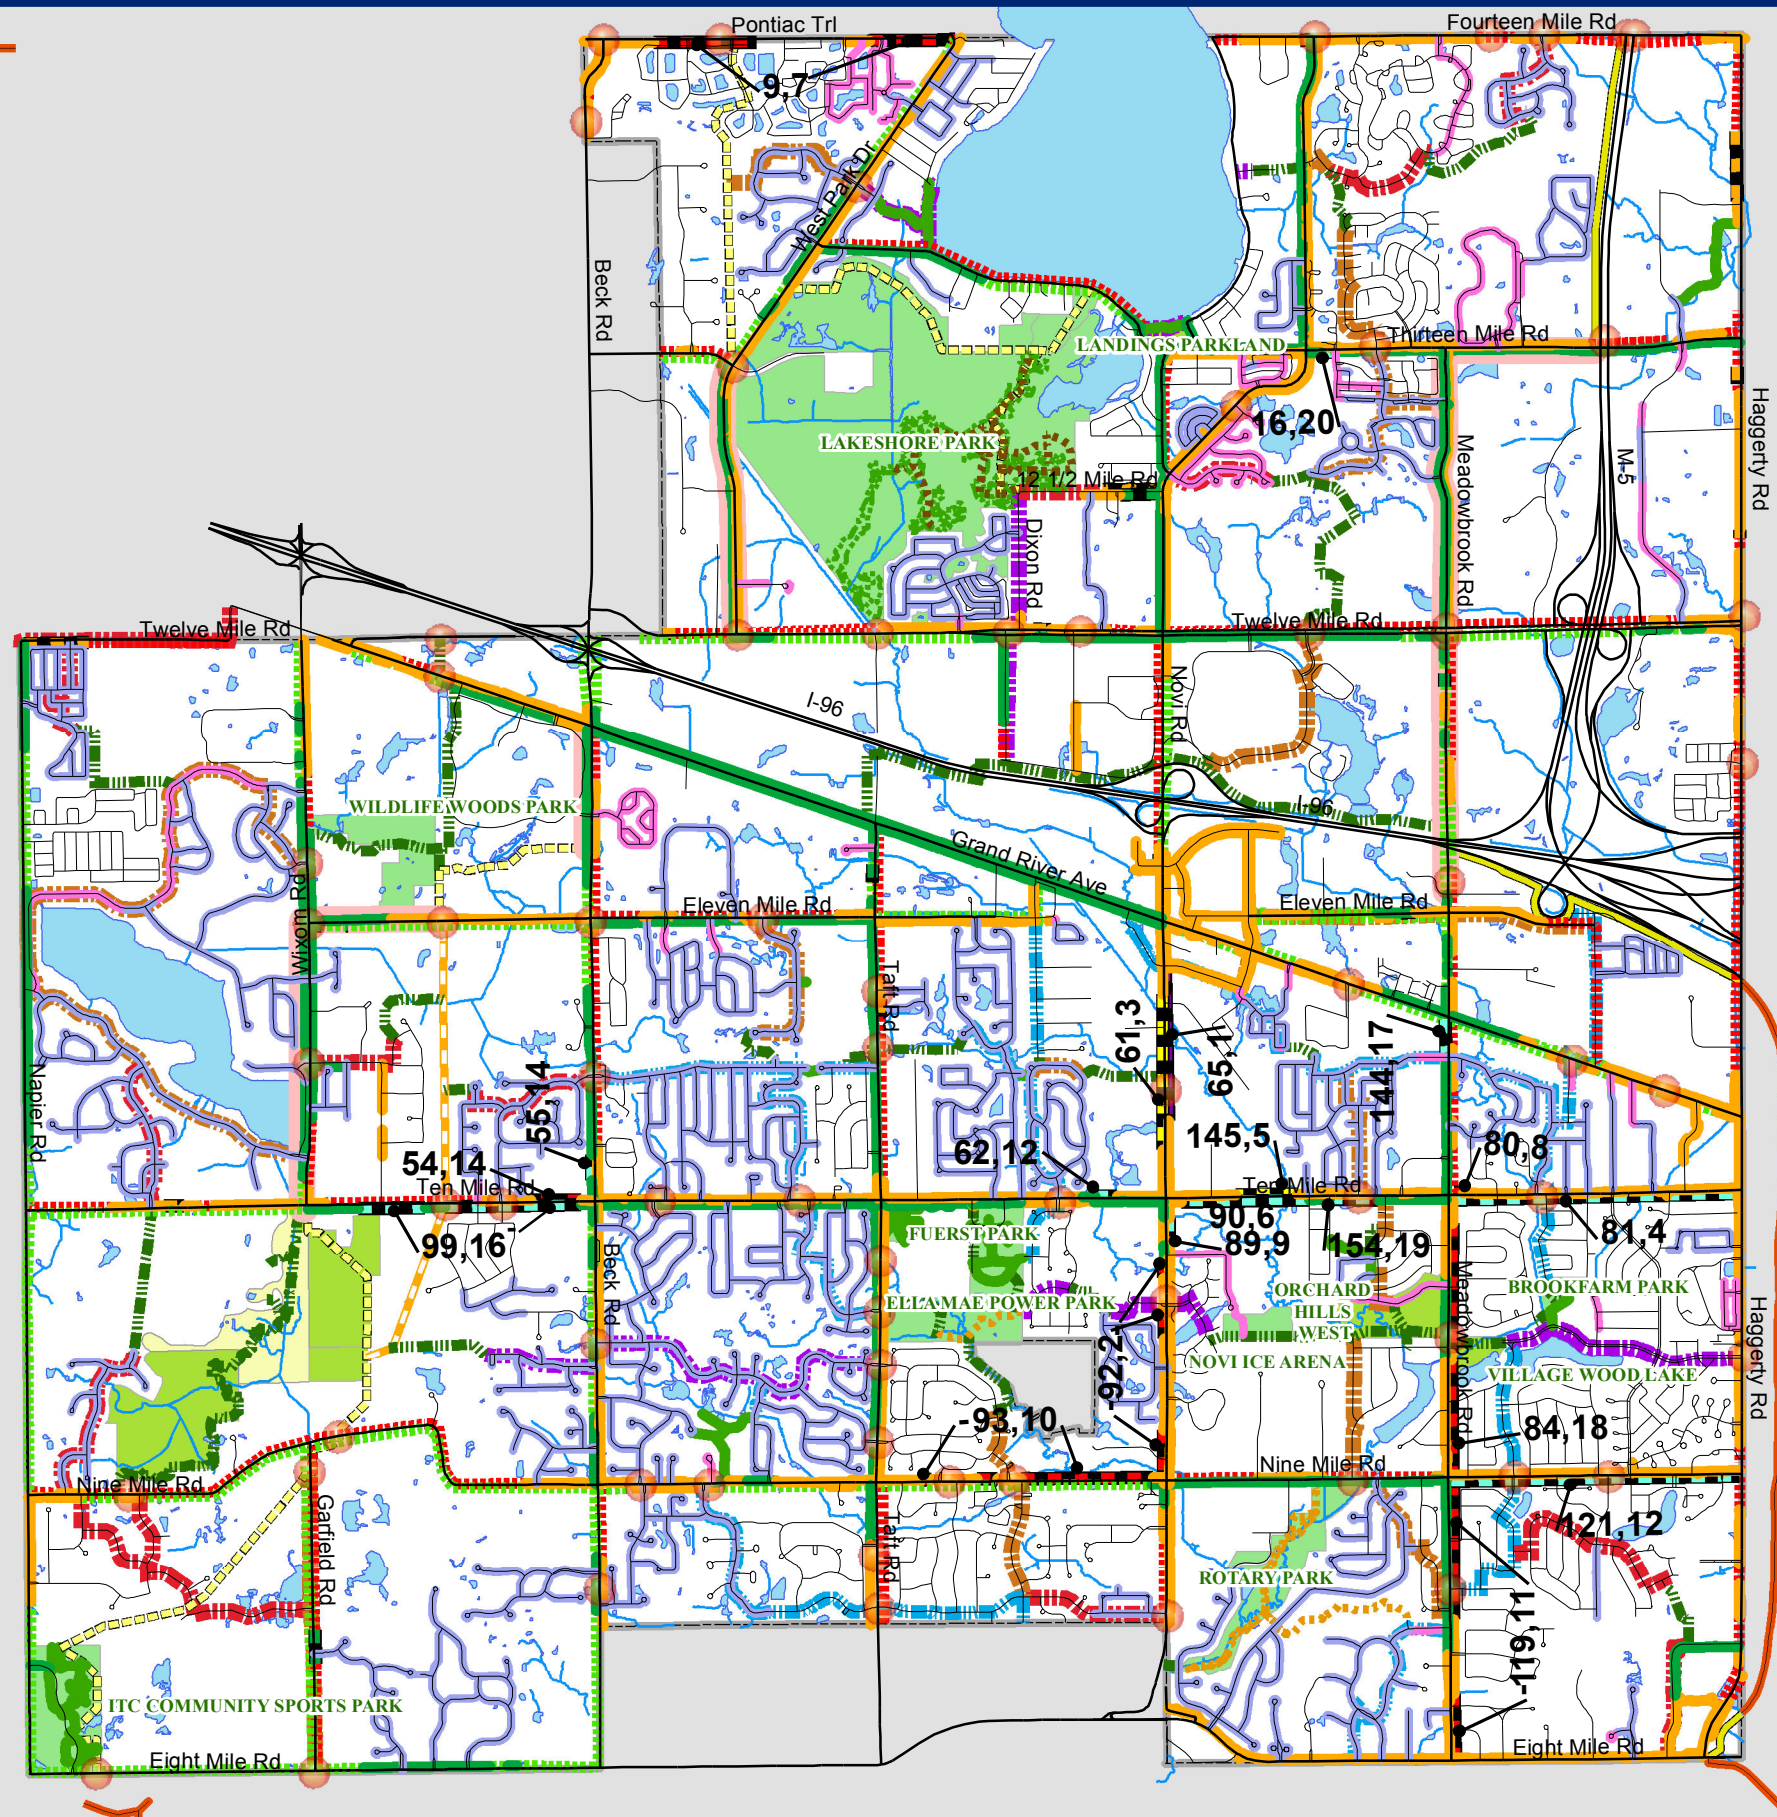 Pontiac Trl
Fourteen Mile Rd
9,7
West Park Dr
Beck Rd
LANDINGS PARKLAND
Thirteen Mile Rd
16,20
Haggerty Rd
LAKESHORE PARK
12 1/2 Mile Rd
Meadowbrook Rd
M-5
Dixon Rd
Twelve Mile Rd
Twelve Mile Rd
Novi Rd
I-96
WILDLIFE WOODS PARK
I-96
Grand River Ave
Wixom Rd
Eleven Mile Rd
Eleven Mile Rd
Taft Rd
61,3
65,1
144,17
Napier Rd
55,14
145,5
80,8
54,14
62,12
Ten Mile Rd
Ten Mile Rd
99,16
FUERST PARK
90,6
89,9
154,19
81,4
Beck Rd
ELLA MAE POWER PARK
ORCHARD
HILLS
WEST
BROOKFARM PARK
Meadowbrook Rd
Haggerty Rd
NOVI ICE ARENA
VILLAGE WOOD LAKE
-92,2
-93,10
84,18
Nine Mile Rd
Nine Mile Rd
Garfield Rd
Taft Rd
121,12
ROTARY PARK
-119,11
ITC COMMUNITY SPORTS PARK
Eight Mile Rd
Eight Mile Rd